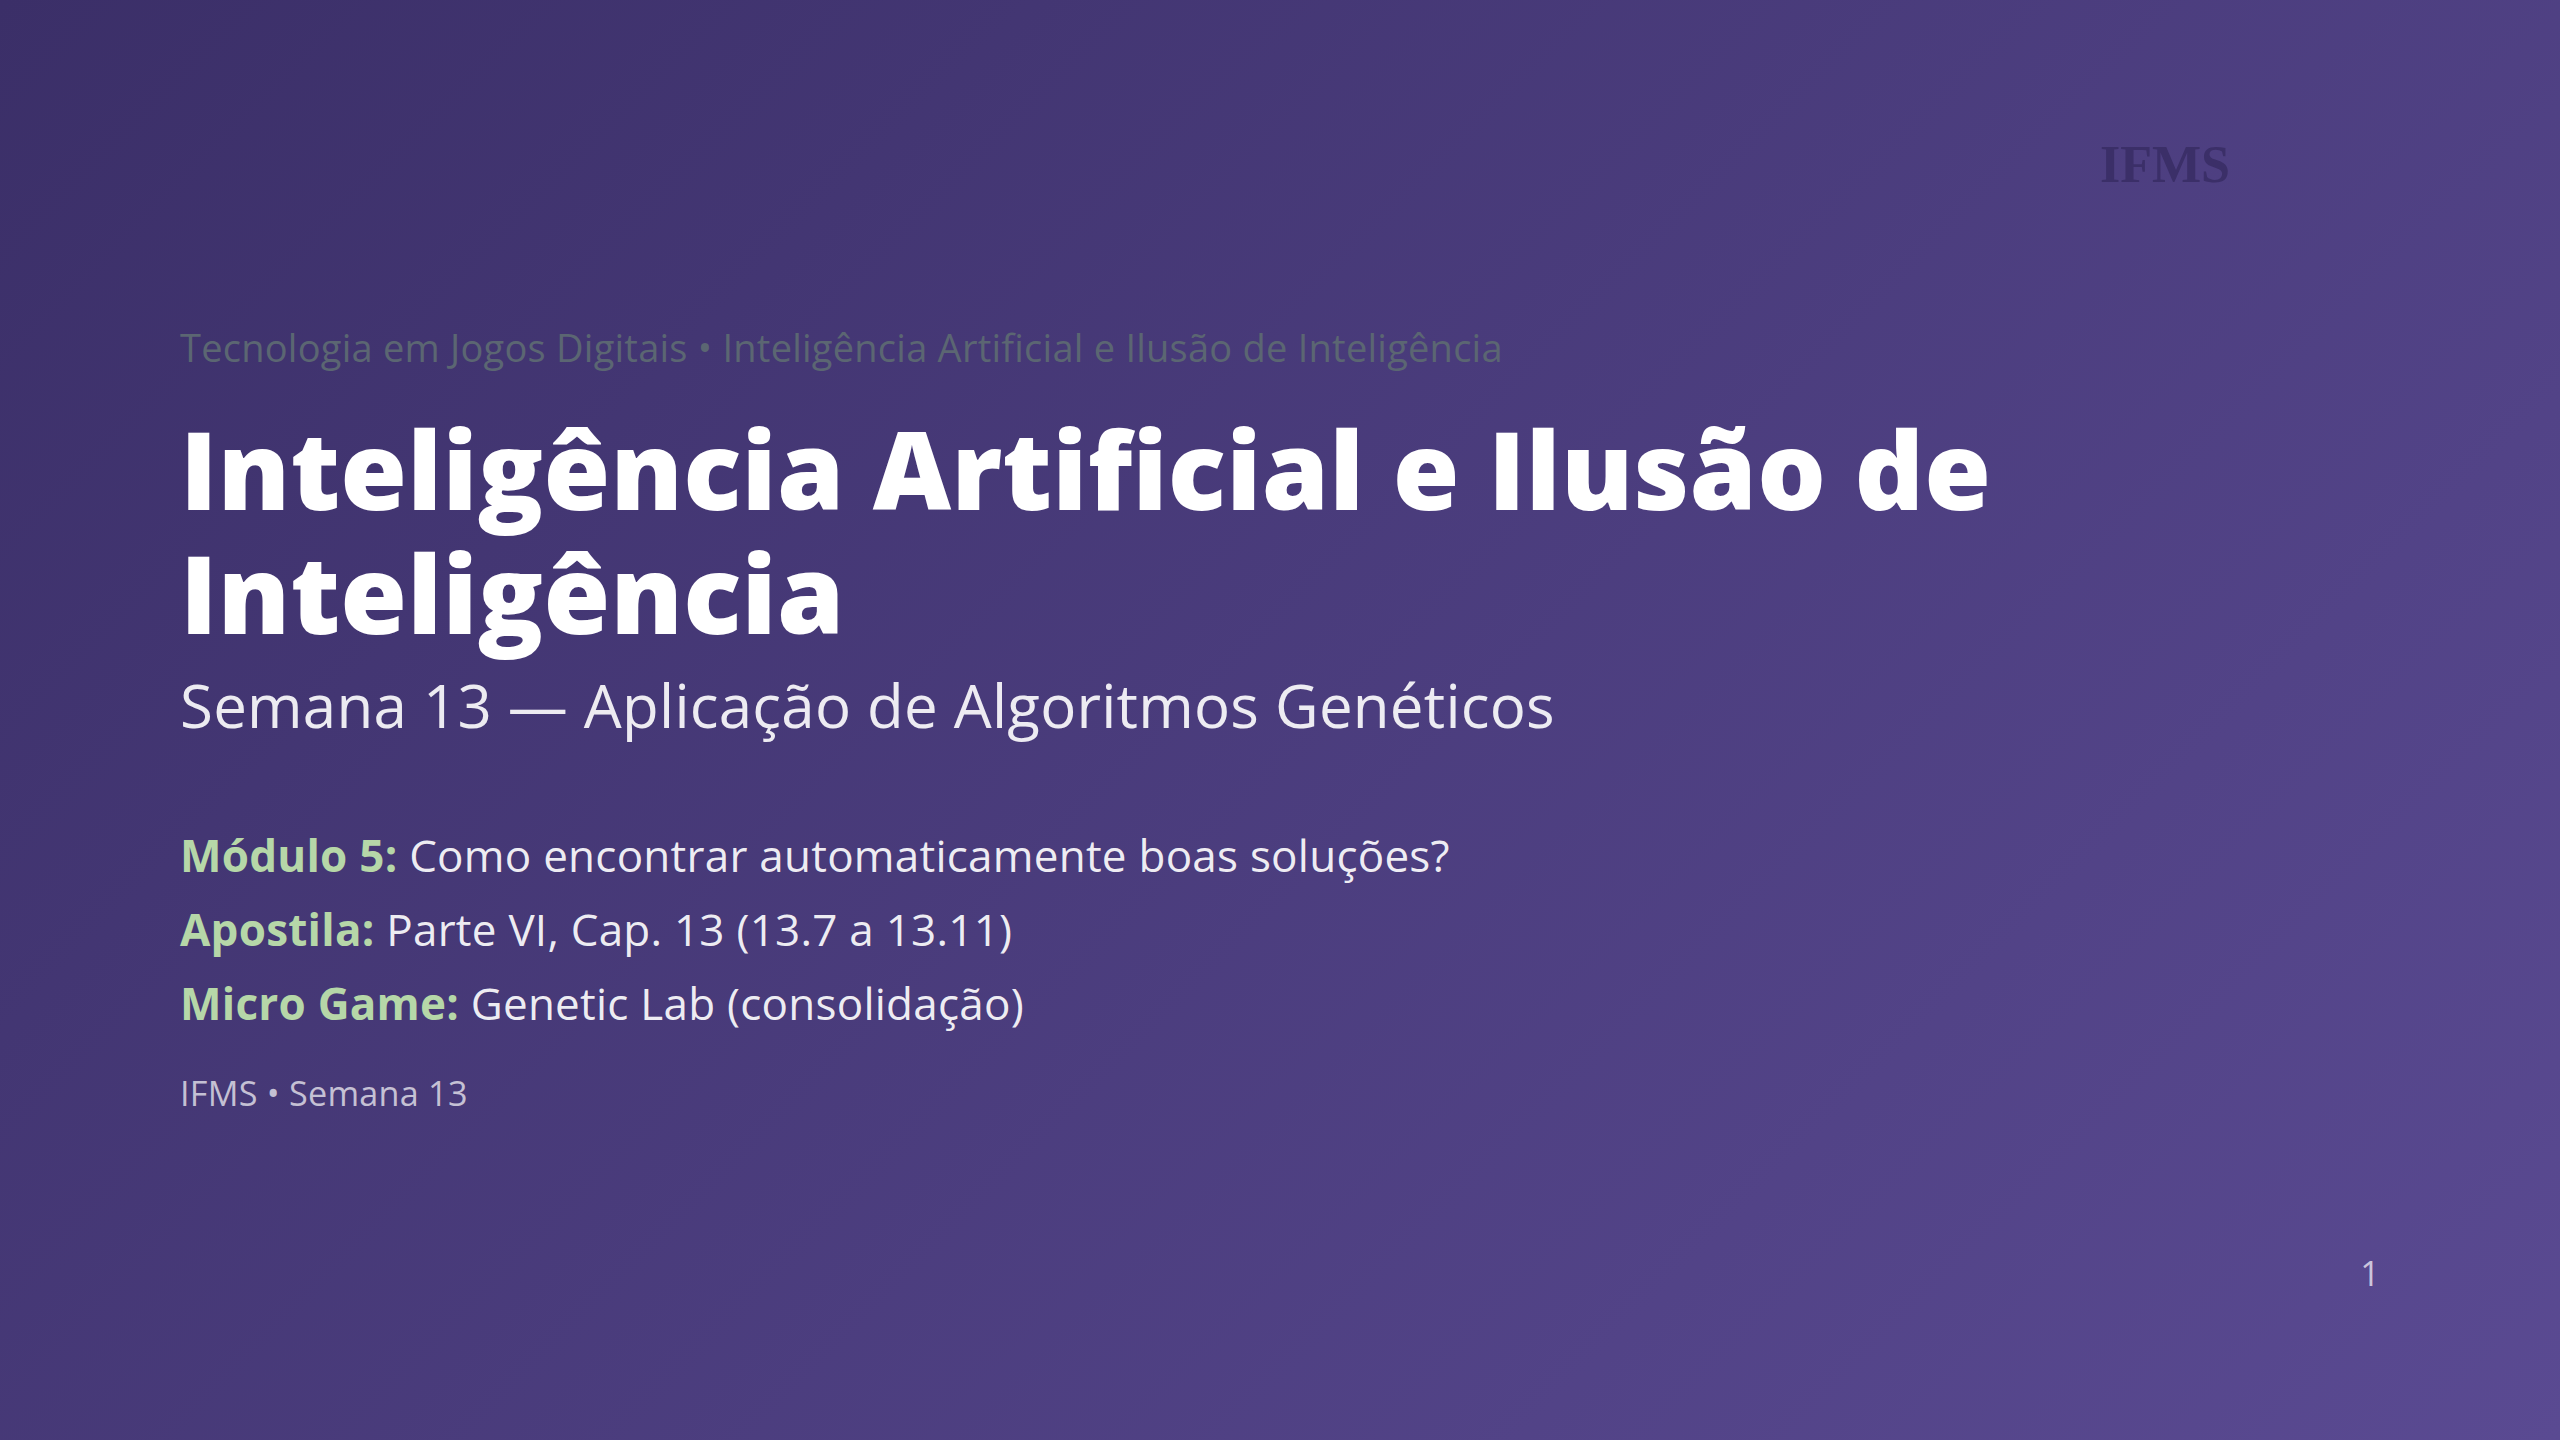 IFMS
Tecnologia em Jogos Digitais • Inteligência Artificial e Ilusão de Inteligência
Inteligência Artificial e Ilusão de
Inteligência
Semana 13 — Aplicação de Algoritmos Genéticos
Módulo 5: Como encontrar automaticamente boas soluções?
Apostila: Parte VI, Cap. 13 (13.7 a 13.11)
Micro Game: Genetic Lab (consolidação)
IFMS • Semana 13
1